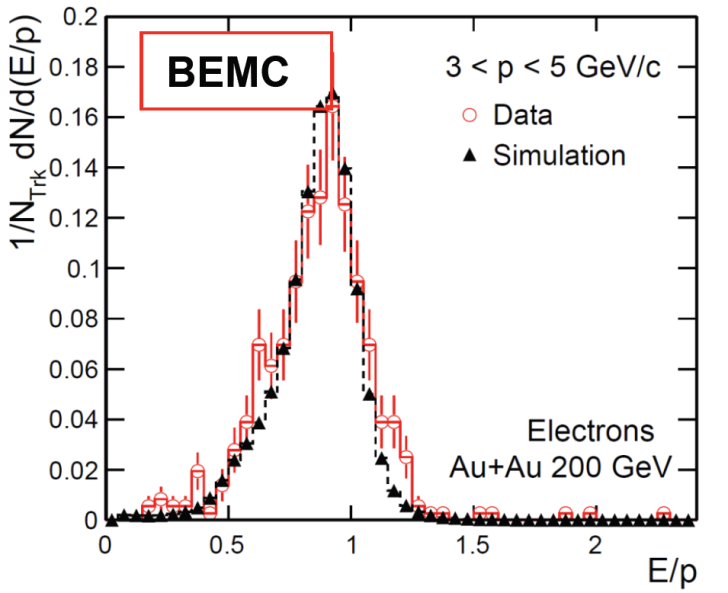 1/N_Trk dN/d(E/p)
0.2
0.18
0.16
0.14
0.12
0.1
0.08
0.06
0.04
0.02
0
BEMC
3 < p < 5 GeV/c
Data
Simulation
Electrons
Au+Au 200 GeV
0 0.5 1 1.5 2
E/p